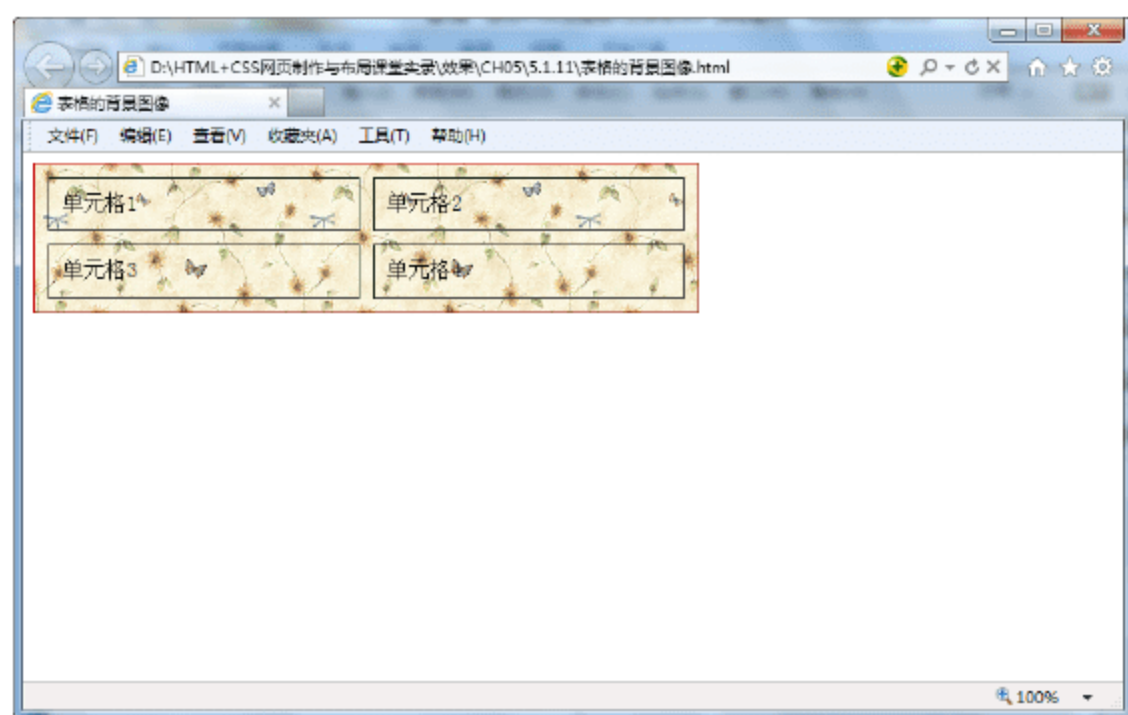 D:\HTML+CSS网页制作与布局课堂实录\效果\CH05\5.1.11\表格的背景图像.html
表格的背景图像
文件(F) 编辑(E) 查看(V) 收藏夹(A) 工具(T) 帮助(H)
单元格1 单元格2
单元格3 单元格
100%